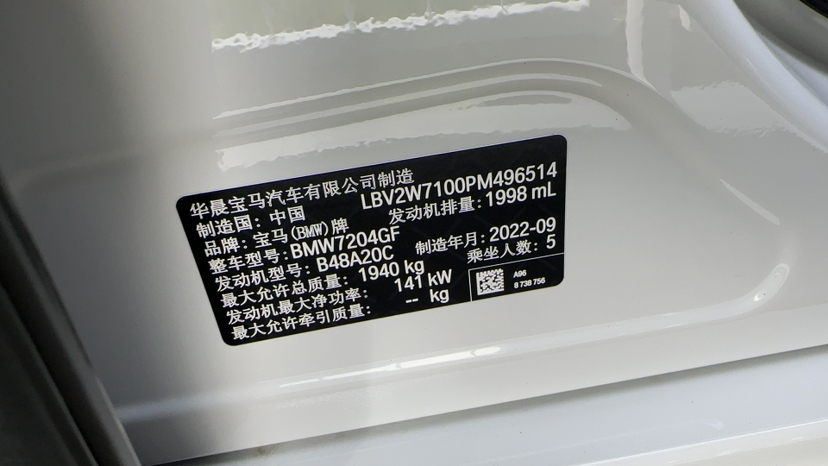 华晨宝马汽车有限公司制造
LBV2W7100PM496514
制造国: 中国
发动机排量: 1998 mL
品牌: 宝马(BMW)牌
整车型号: BMW7204GF
制造年月: 2022-09
发动机型号: B48A20C
乘坐人数: 5
最大允许总质量: 1940 kg
发动机最大净功率: 141 kW
最大允许牵引质量: -- kg
A96
8 738 756